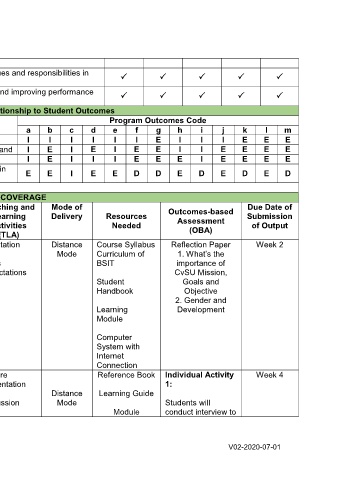 ues and responsibilities in ✓ ✓ ✓ ✓ ✓
nd improving performance ✓ ✓ ✓ ✓ ✓
tionship to Student Outcomes
Program Outcomes Code
a b c d e f g h i j k l m
I I I I I I E I I I E E E
and I E I E I E E I I E E E E
I E I I I E E E I E E E E
in E E I E E D D E D E D E D
COVERAGE
ching and
earning
ctivities
(TLA)
Mode of
Delivery
Resources
Needed
Outcomes-based
Assessment
(OBA)
Due Date of
Submission
of Output
tation
s
ctations
Distance
Mode
Course Syllabus
Curriculum of
BSIT
Student
Handbook
Learning
Module
Computer
System with
Internet
Connection
Reflection Paper
1. What's the
importance of
CvSU Mission,
Goals and
Objective
2. Gender and
Development
Week 2
re
entation
ssion
Distance
Mode
Reference Book
Learning Guide
Module
Individual Activity
1:
Students will
conduct interview to
Week 4
V02-2020-07-01